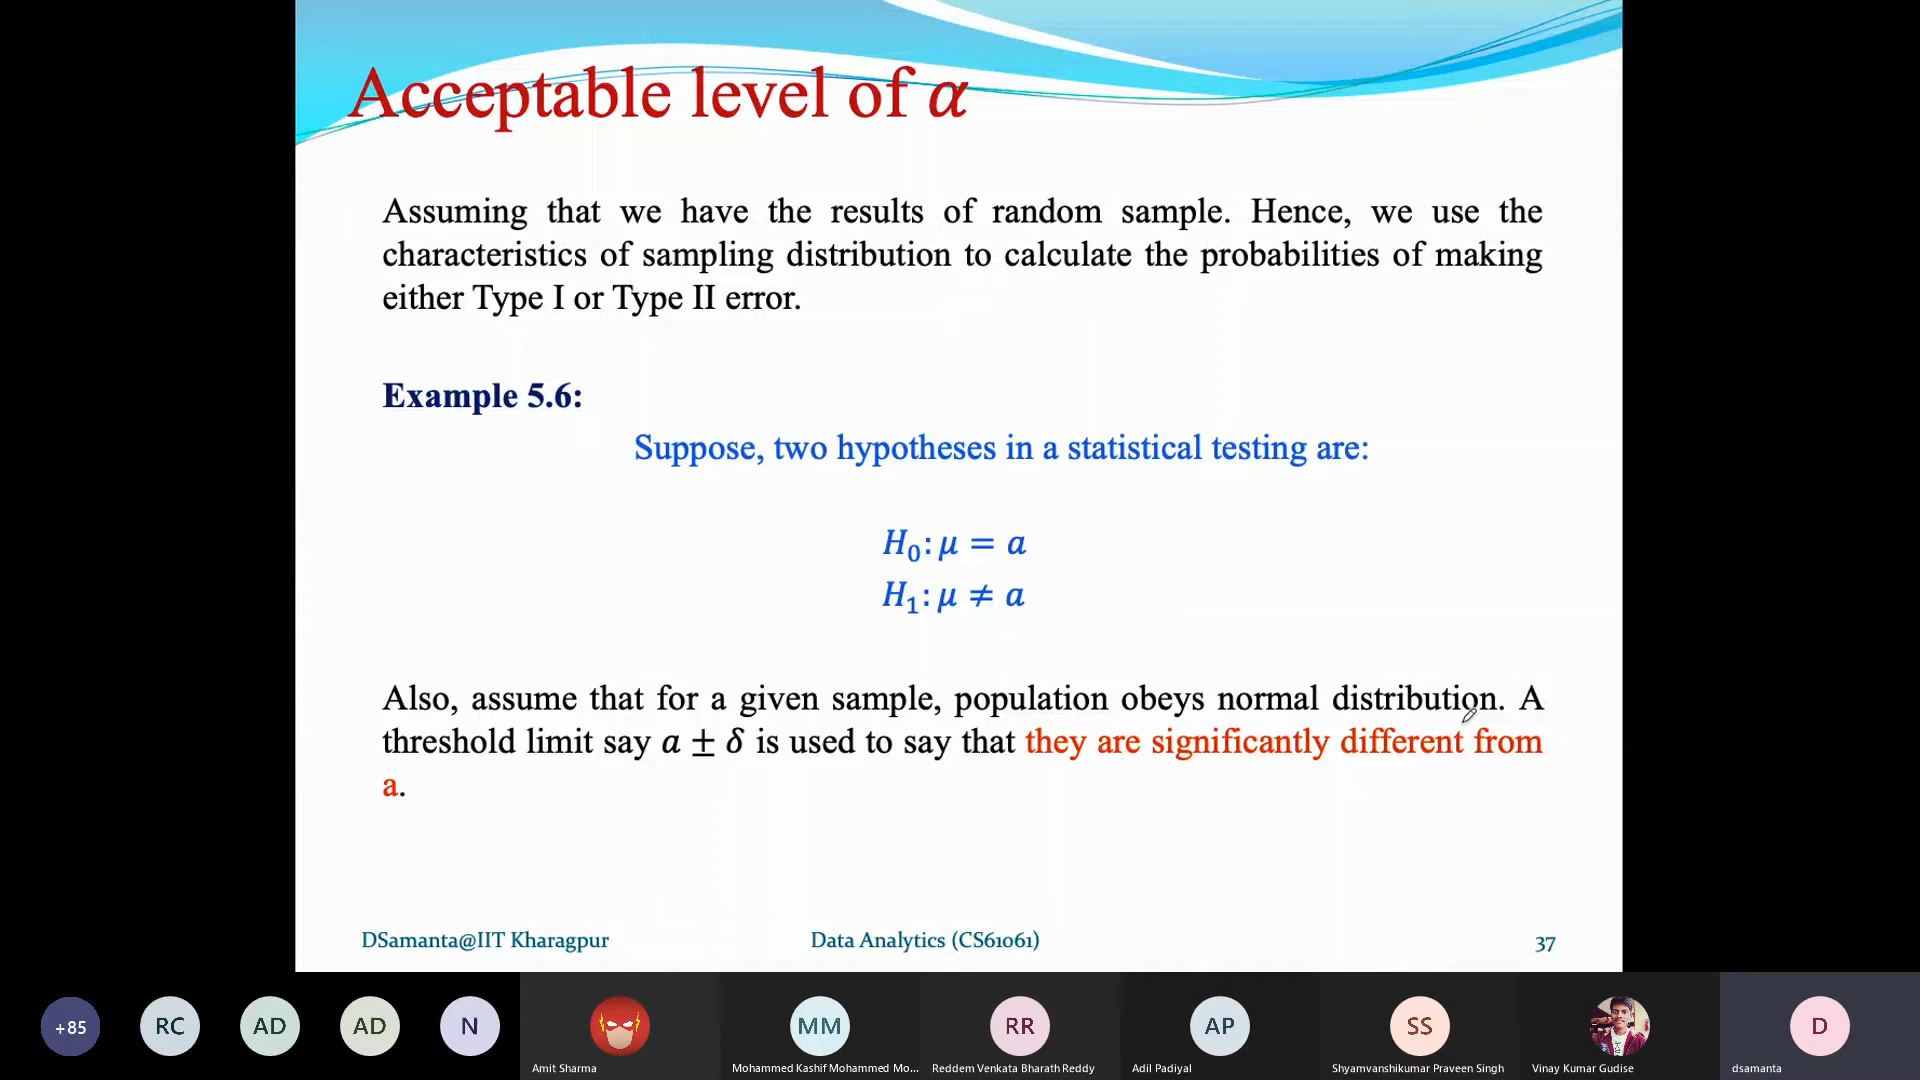 Acceptable level of α
Assuming that we have the results of random sample. Hence, we use the
characteristics of sampling distribution to calculate the probabilities of making
either Type I or Type II error.
Example 5.6:
Suppose, two hypotheses in a statistical testing are:
H₀: μ = a
H₁: μ ≠ a
Also, assume that for a given sample, population obeys normal distribution. A
threshold limit say a ± δ is used to say that they are significantly different from
a.
DSamanta@IIT Kharagpur Data Analytics (CS61061) 37
+85 RC AD AD N MM RR AP SS D
Amit Sharma Mohammed Kashif Mohammed Mo... Reddem Venkata Bharath Reddy Adil Padiyal Shyamvanshikumar Praveen Singh Vinay Kumar Gudise dsamanta